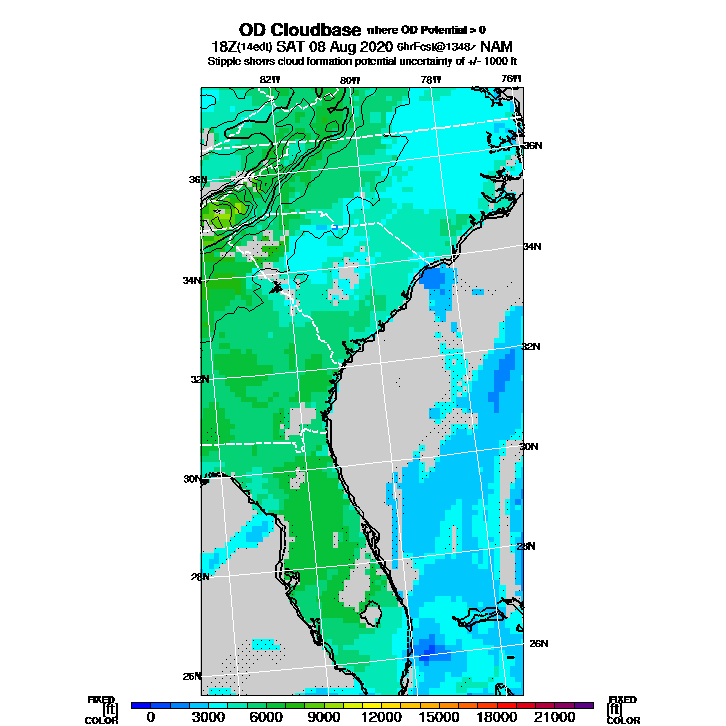 OD Cloudbase where OD Potential > 0
18Z(14edt) SAT 08 Aug 2020 6hrFcst@1348z NAM
Stipple shows cloud formation potential uncertainty of +/- 1000 ft
82W 80W 78W 76W
36N
36N
34N
34N
32N
32N
30N
30N
28N
28N
26N
26N
FIXED FIXED
[ft] 0 3000 6000 9000 12000 15000 18000 21000 [ft]
COLOR COLOR